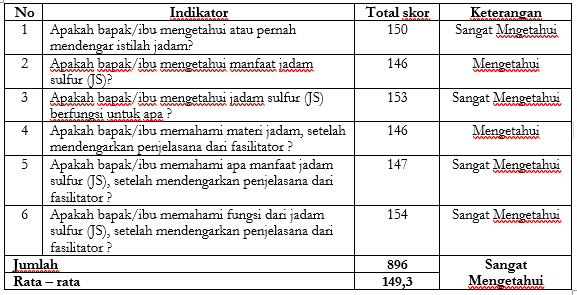 No Indikator Total skor Keterangan
1 Apakah bapak/ibu mengetahui atau pernah 150 Sangat Mngetahui
mendengar istilah jadam?
2 Apakah bapak/ibu mengetahui manfaat jadam 146 Mengetahui
sulfur (JS)?
3 Apakah bapak/ibu mengetahui jadam sulfur (JS) 153 Sangat Mengetahui
berfungsi untuk apa ?
4 Apakah bapak/ibu memahami materi jadam, setelah 146 Mengetahui
mendengarkan penjelasana dari fasilitator ?
5 Apakah bapak/ibu memahami apa manfaat jadam 147 Sangat Mengetahui
sulfur (JS), setelah mendengarkan penjelasana dari
fasilitator ?
6 Apakah bapak/ibu memahami fungsi dari jadam 154 Sangat Mengetahui
sulfur (JS), setelah mendengarkan penjelasana dari
fasilitator ?
Jumlah 896 Sangat
Rata – rata 149,3 Mengetahui